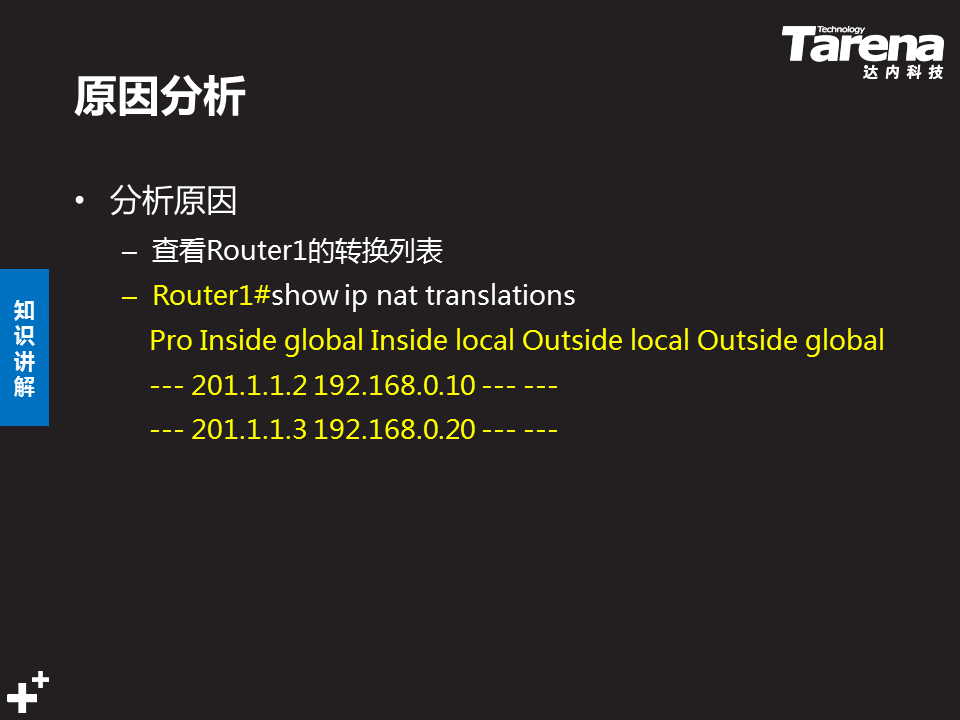 Technology
Tarena
达内科技
原因分析
• 分析原因
– 查看Router1的转换列表
– Router1#show ip nat translations
Pro Inside global Inside local Outside local Outside global
--- 201.1.1.2 192.168.0.10 --- ---
--- 201.1.1.3 192.168.0.20 --- ---
知识讲解